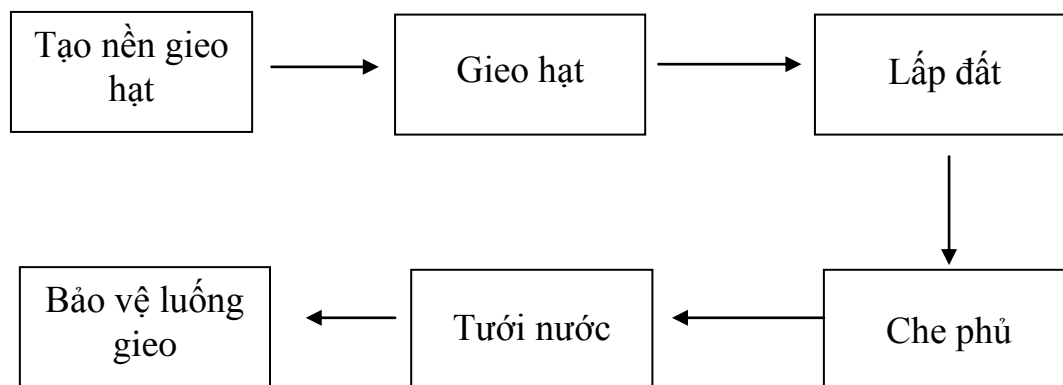 Tạo nền gieo
hạt
Gieo hạt
Lấp đất
Che phủ
Tưới nước
Bảo vệ luống
gieo